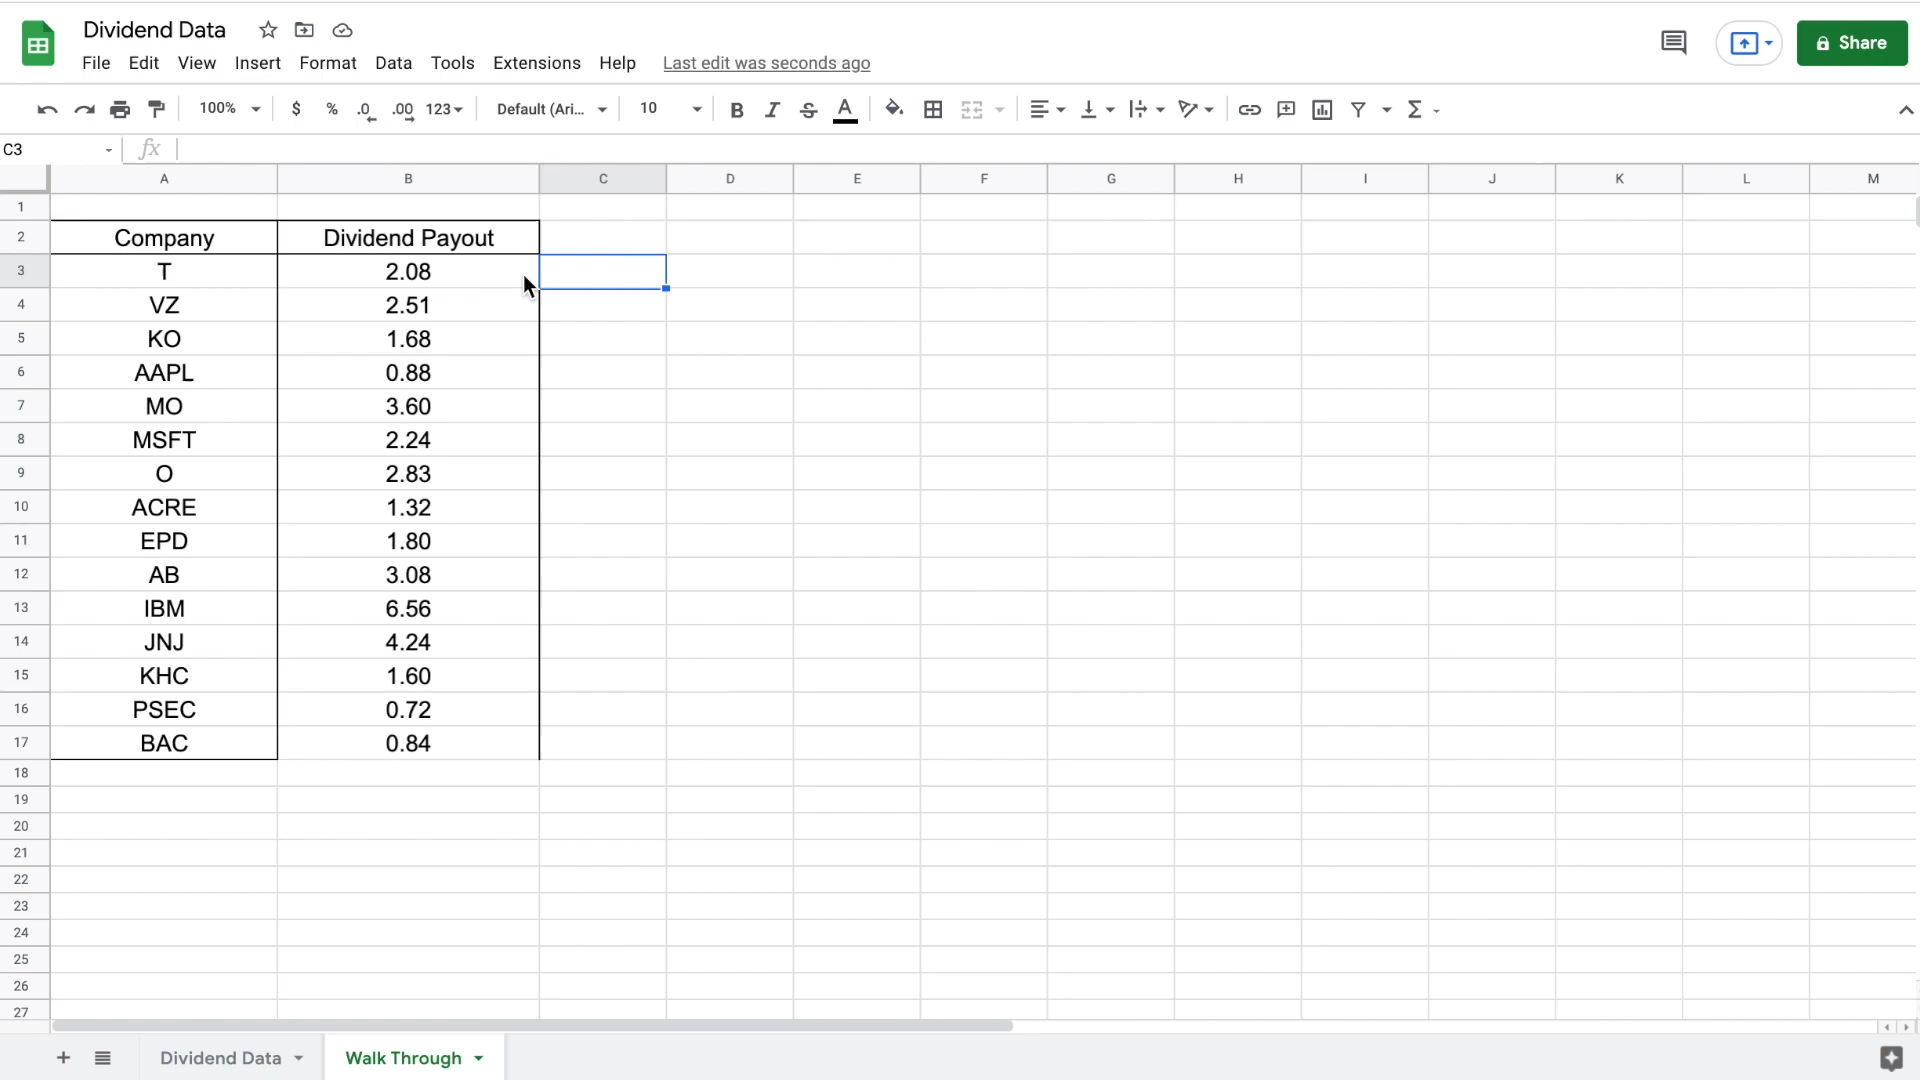 Dividend Data
File Edit View Insert Format Data Tools Extensions Help Last edit was seconds ago
Share
100% $ % .0 .00 123 Default (Ari... 10 B I S A Σ
C3 fx
A B C D E F G H I J K L M
1
2 Company Dividend Payout
3 T 2.08
4 VZ 2.51
5 KO 1.68
6 AAPL 0.88
7 MO 3.60
8 MSFT 2.24
9 O 2.83
10 ACRE 1.32
11 EPD 1.80
12 AB 3.08
13 IBM 6.56
14 JNJ 4.24
15 KHC 1.60
16 PSEC 0.72
17 BAC 0.84
18
19
20
21
22
23
24
25
26
27
Dividend Data Walk Through